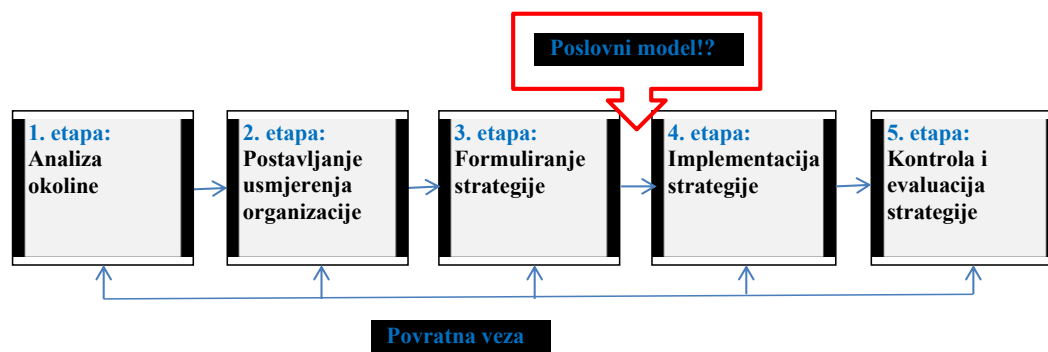 Poslovni model!?
1. etapa:
Analiza
okoline
2. etapa:
Postavljanje
usmjerenja
organizacije
3. etapa:
Formuliranje
strategije
4. etapa:
Implementacija
strategije
5. etapa:
Kontrola i
evaluacija
strategije
Povratna veza